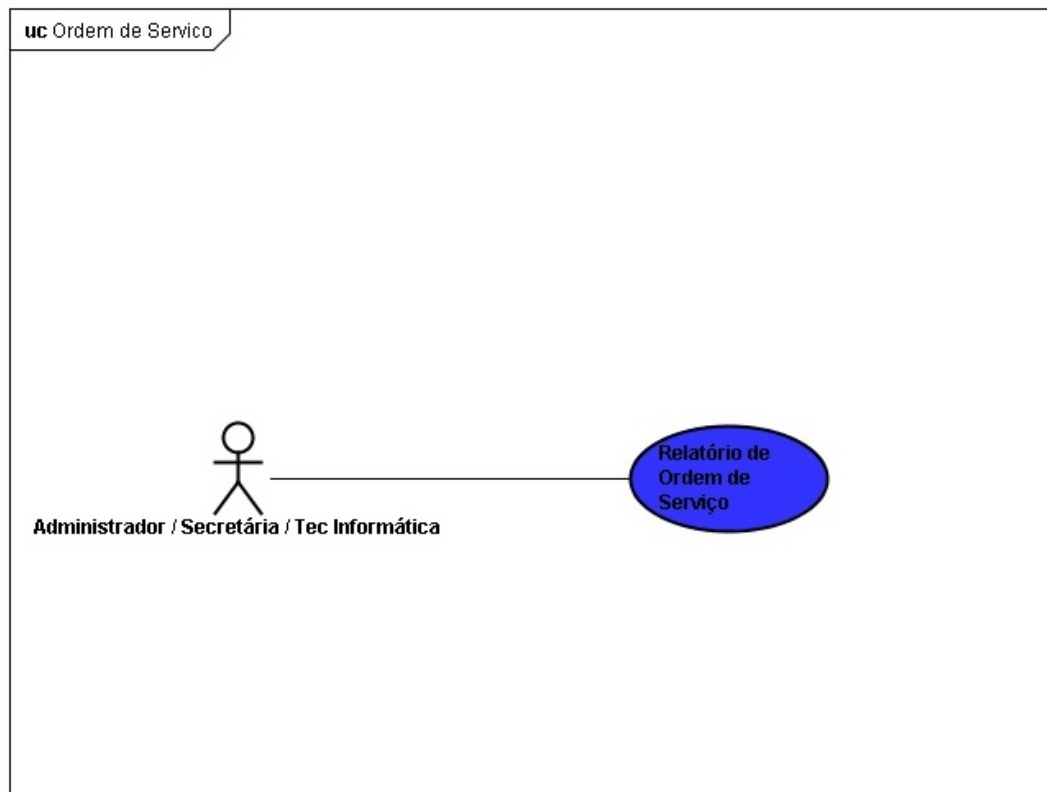 uc Ordem de Servico
Relatório de
Ordem de
Serviço
Administrador / Secretária / Tec Informática